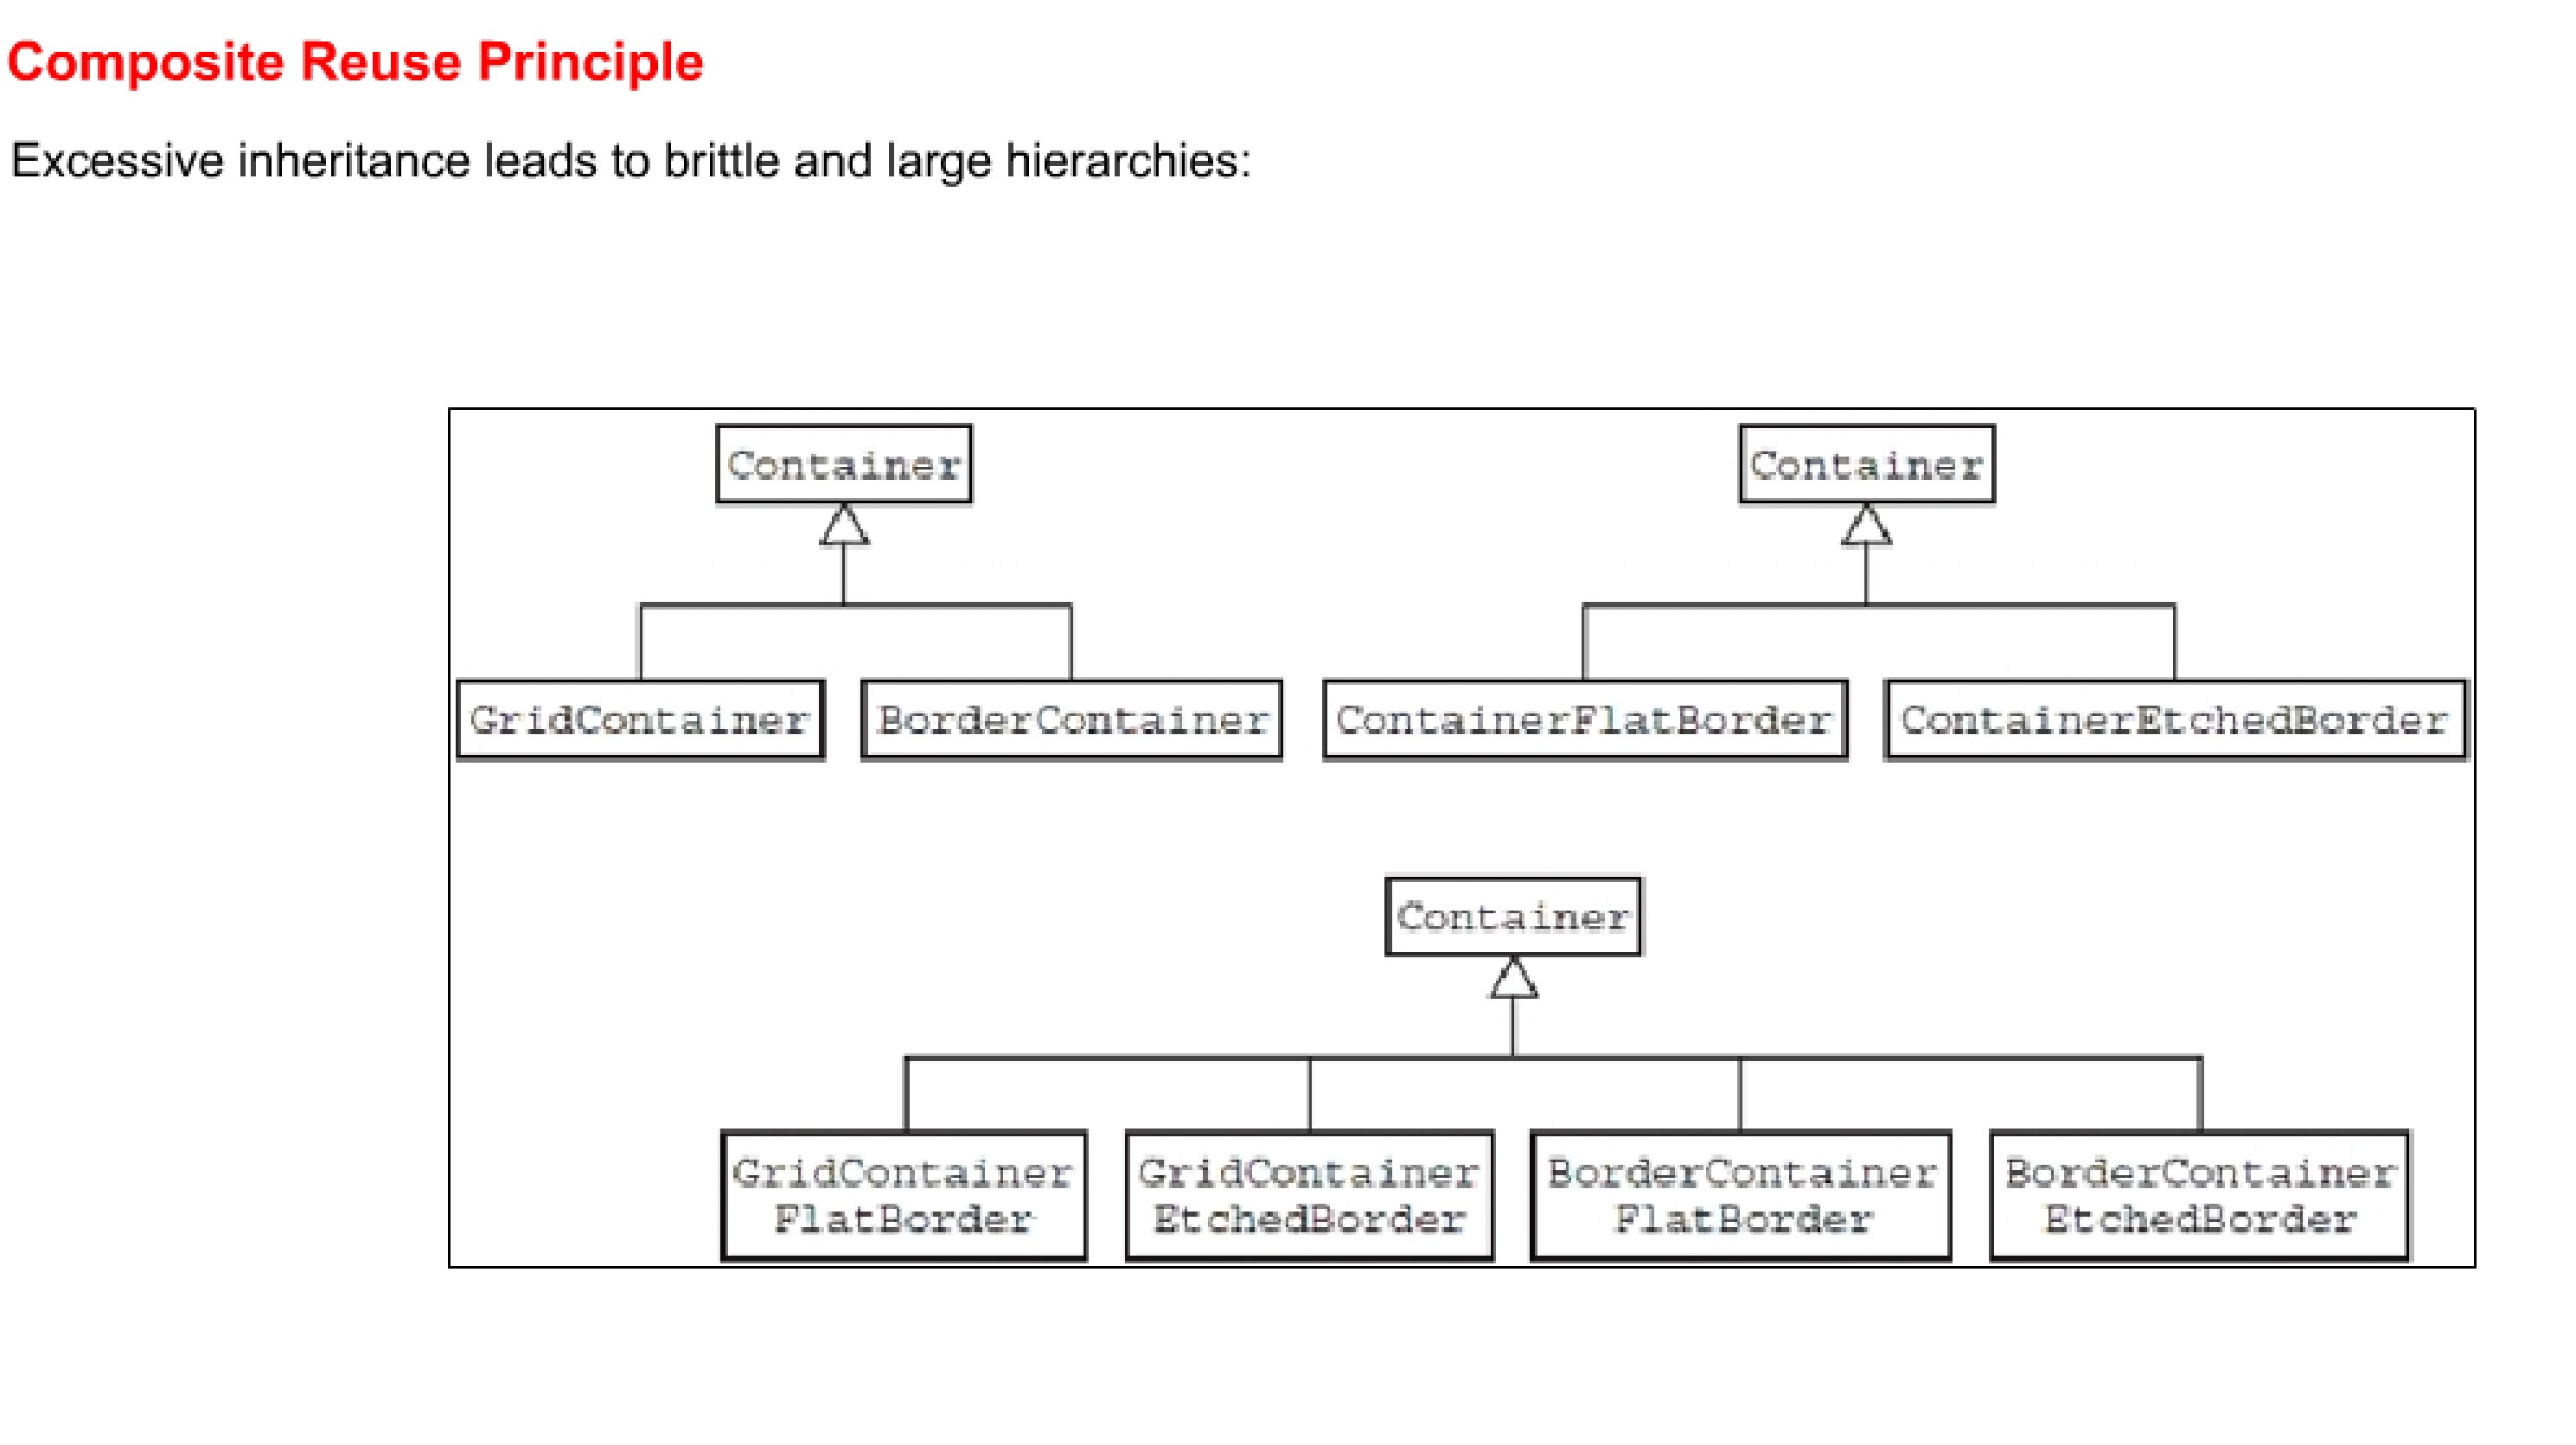 Composite Reuse Principle
Excessive inheritance leads to brittle and large hierarchies:
Container
Container
GridContainer
BorderContainer
ContainerFlatBorder
ContainerEtchedBorder
Container
GridContainer
FlatBorder
GridContainer
EtchedBorder
BorderContainer
FlatBorder
BorderContainer
EtchedBorder